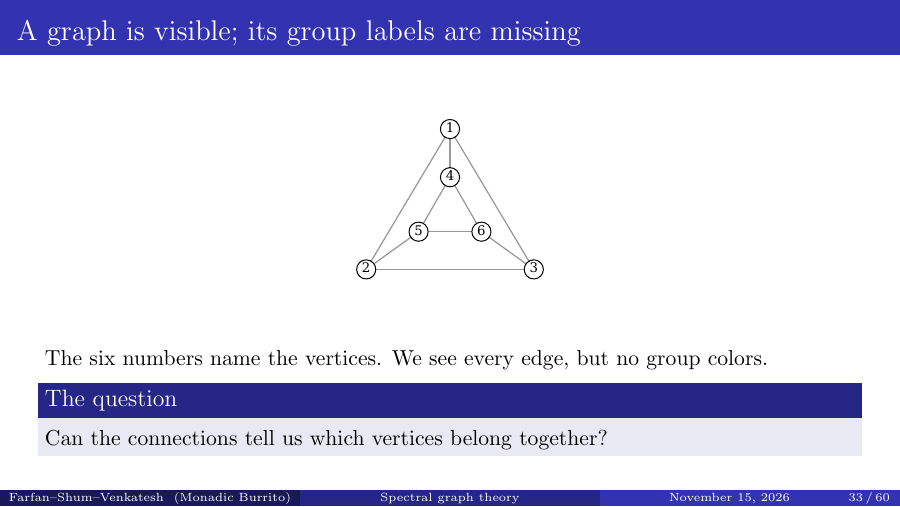 A graph is visible; its group labels are missing
1
4
5
6
2
3
The six numbers name the vertices. We see every edge, but no group colors.
The question
Can the connections tell us which vertices belong together?
Farfan–Shum–Venkatesh (Monadic Burrito) Spectral graph theory November 15, 2026 33 / 60